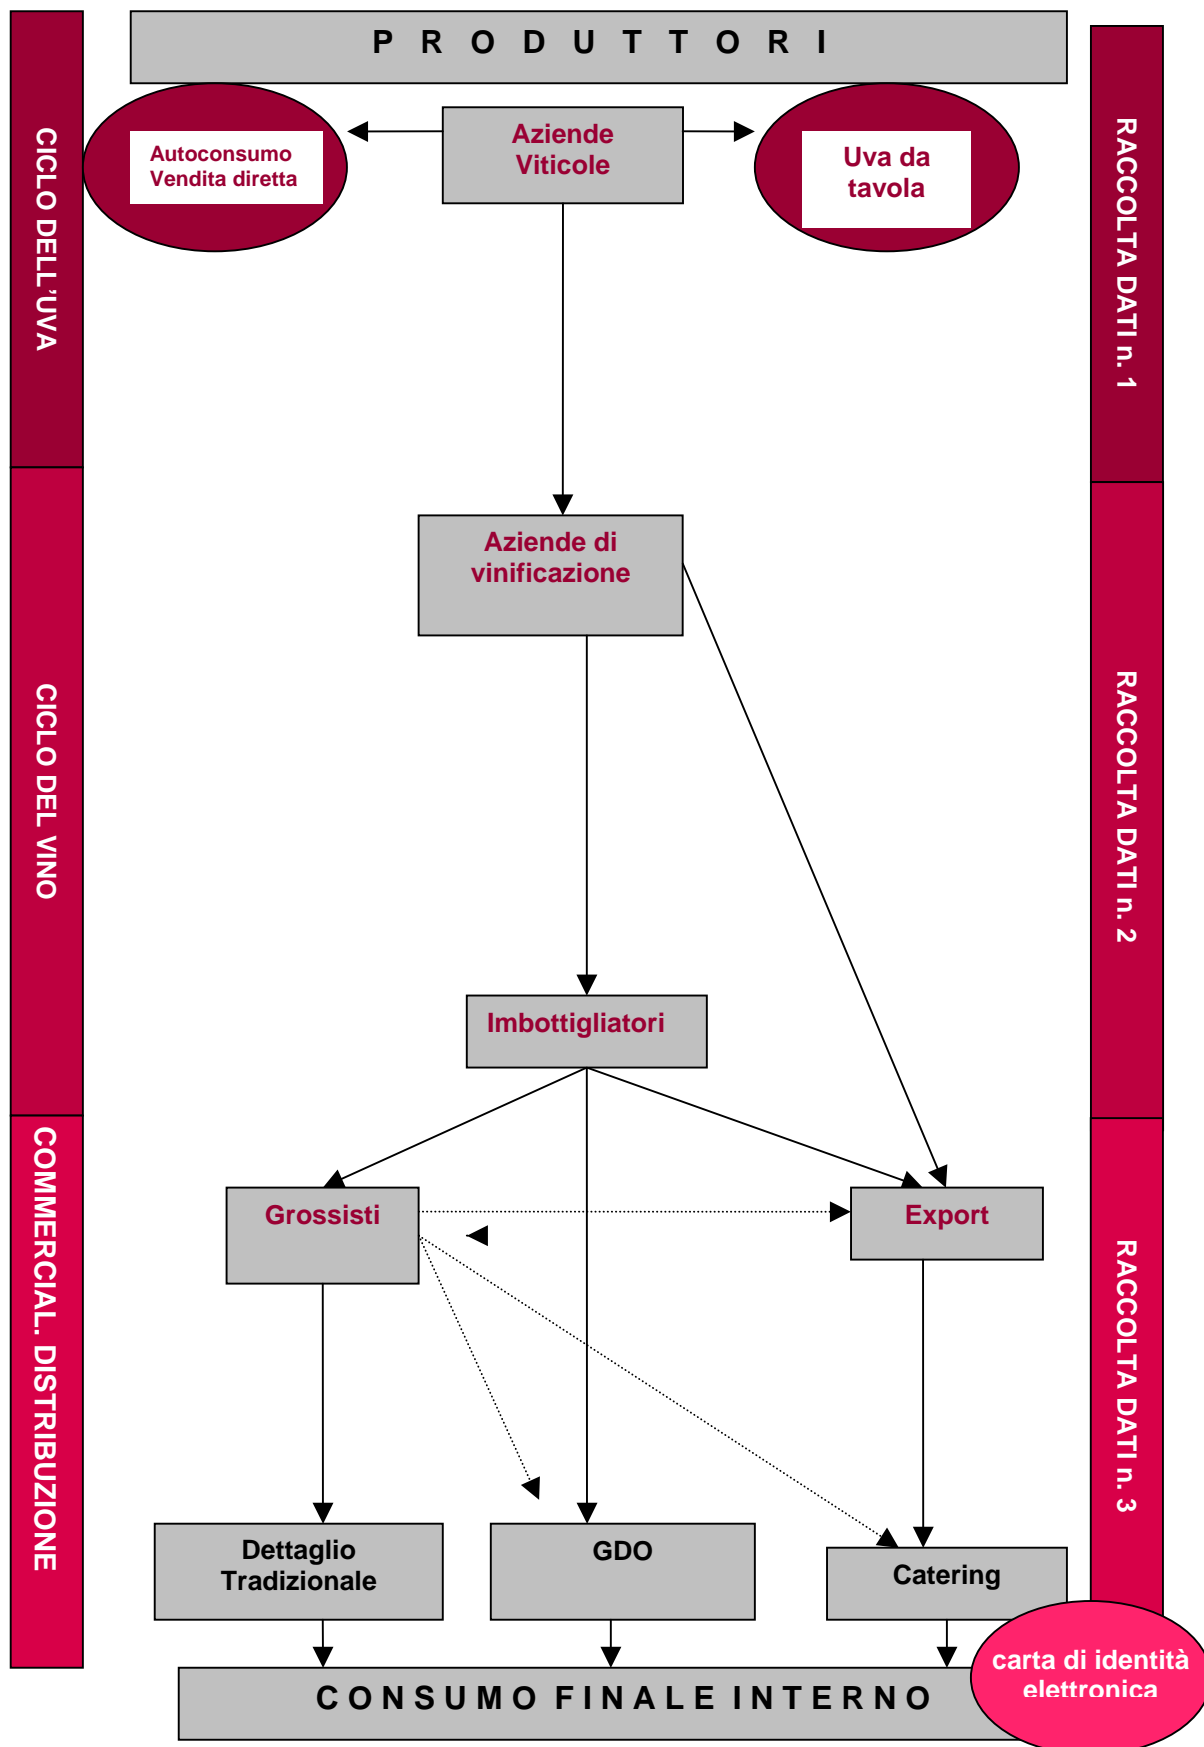 P R O D U T T O R I
CICLO DELL'UVA
Autoconsumo
Vendita diretta
Aziende
Viticole
Uva da
tavola
RACCOLTA DATI n. 1
CICLO DEL VINO
Aziende di
vinificazione
RACCOLTA DATI n. 2
Imbottigliatori
COMMERCIAL. DISTRIBUZIONE
Grossisti
Export
RACCOLTA DATI n. 3
Dettaglio
Tradizionale
GDO
Catering
carta di identità
elettronica
C O N S U M O F I N A L E I N T E R N O